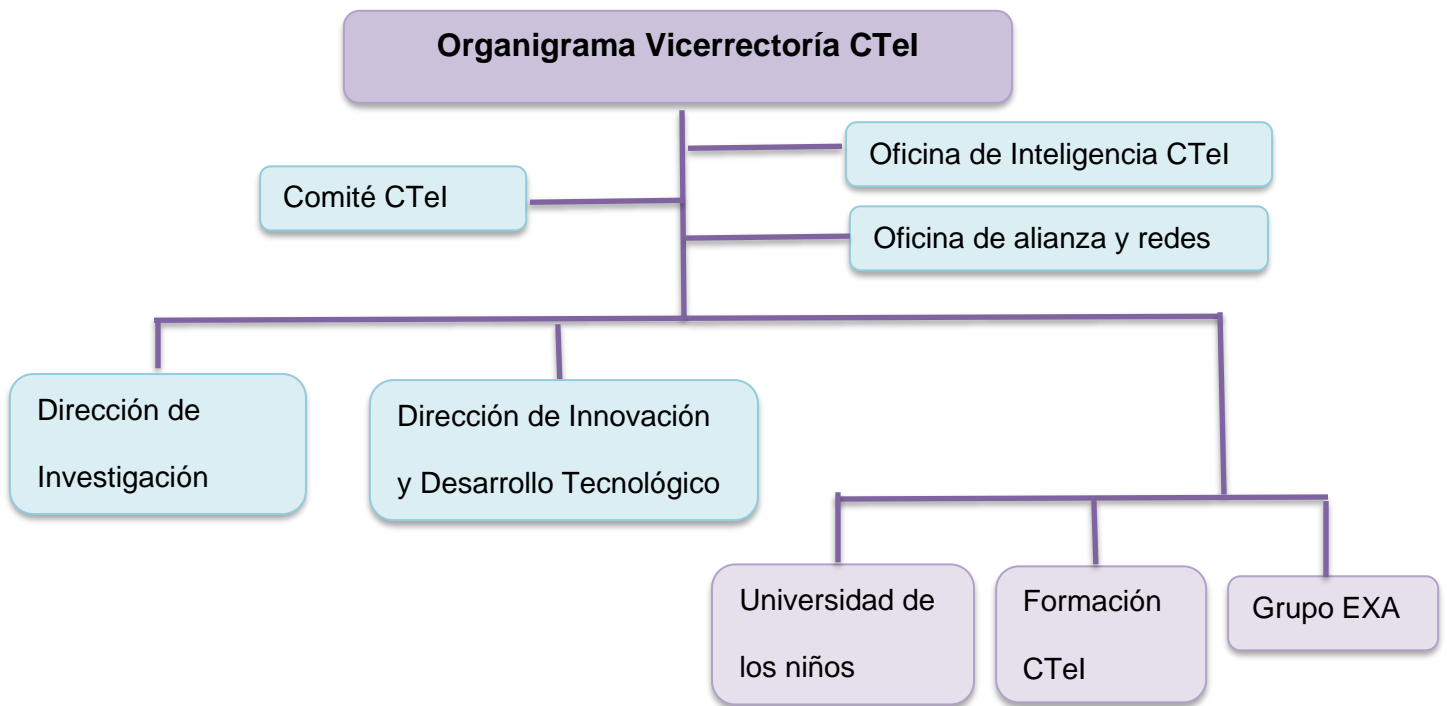 Organigrama Vicerrectoría CTeI
Oficina de Inteligencia CTeI
Comité CTeI
Oficina de alianza y redes
Dirección de
Investigación
Dirección de Innovación
y Desarrollo Tecnológico
Universidad de
los niños
Formación
CTeI
Grupo EXA